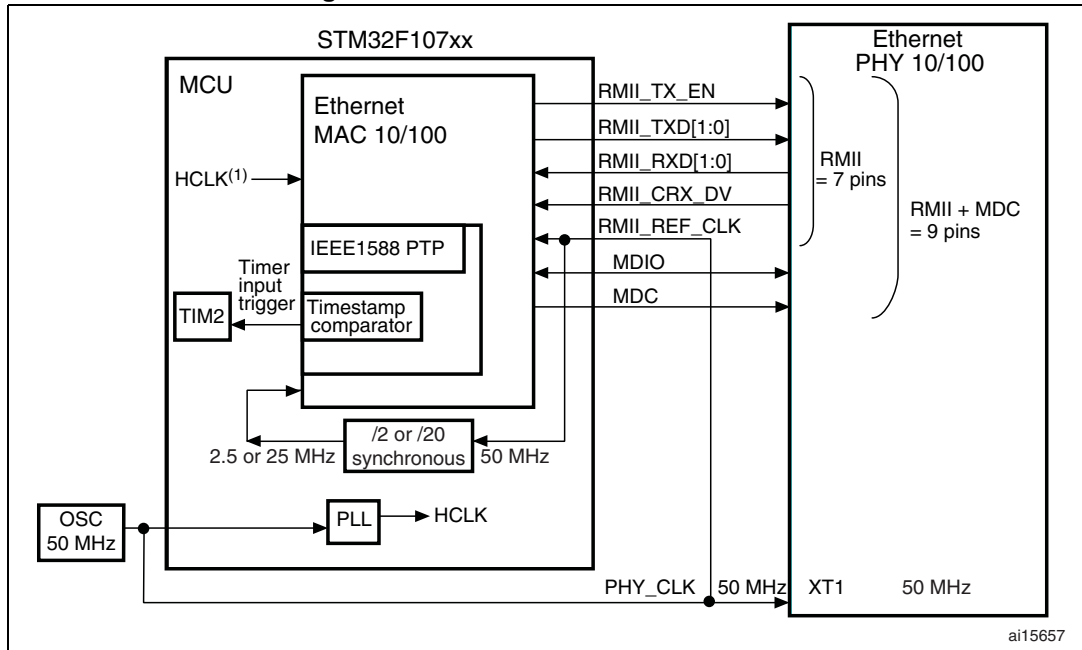 STM32F107xx
MCU
Ethernet
MAC 10/100
HCLK(1)
IEEE1588 PTP
Timer
input
trigger
TIM2
Timestamp
comparator
/2 or /20
synchronous
2.5 or 25 MHz
50 MHz
OSC
50 MHz
PLL
HCLK
RMII_TX_EN
RMII_TXD[1:0]
RMII_RXD[1:0]
RMII_CRX_DV
RMII_REF_CLK
MDIO
MDC
Ethernet
PHY 10/100
RMII
= 7 pins
RMII + MDC
= 9 pins
PHY_CLK
50 MHz
XT1
50 MHz
ai15657